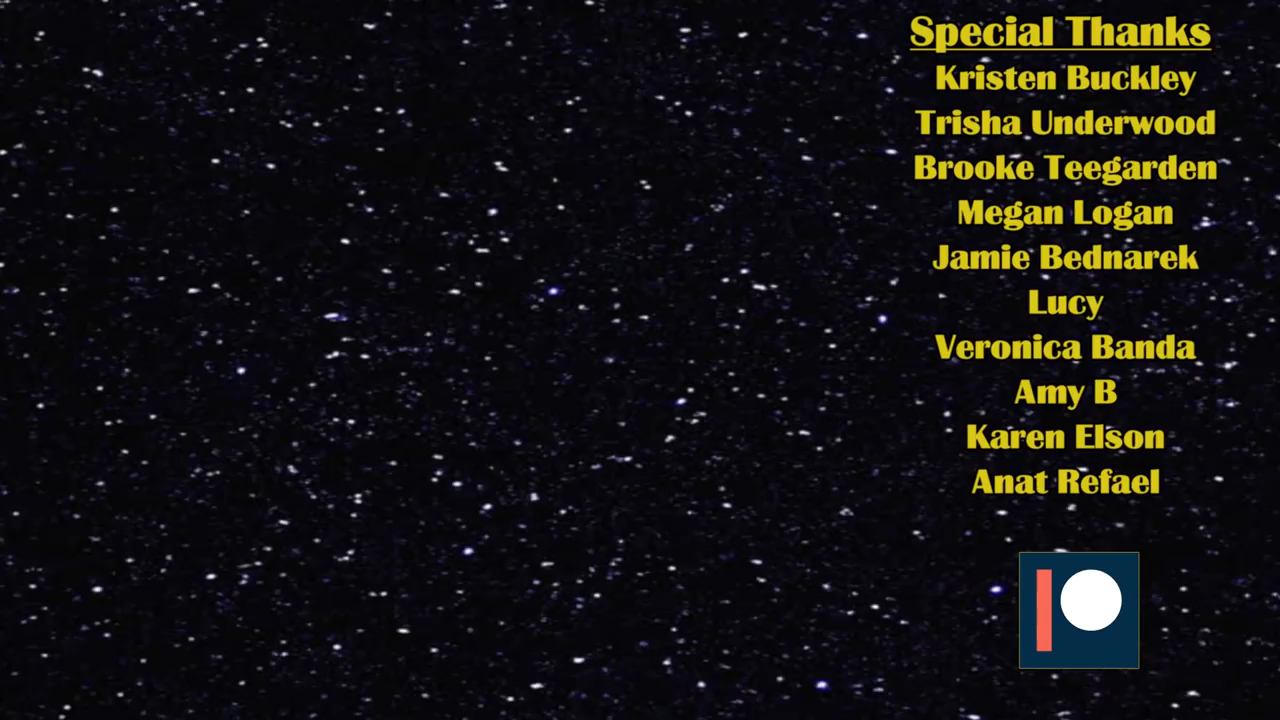 Special Thanks
Kristen Buckley
Trisha Underwood
Brooke Teegarden
Megan Logan
Jamie Bednarek
Lucy
Veronica Banda
Amy B
Karen Elson
Anat Refael